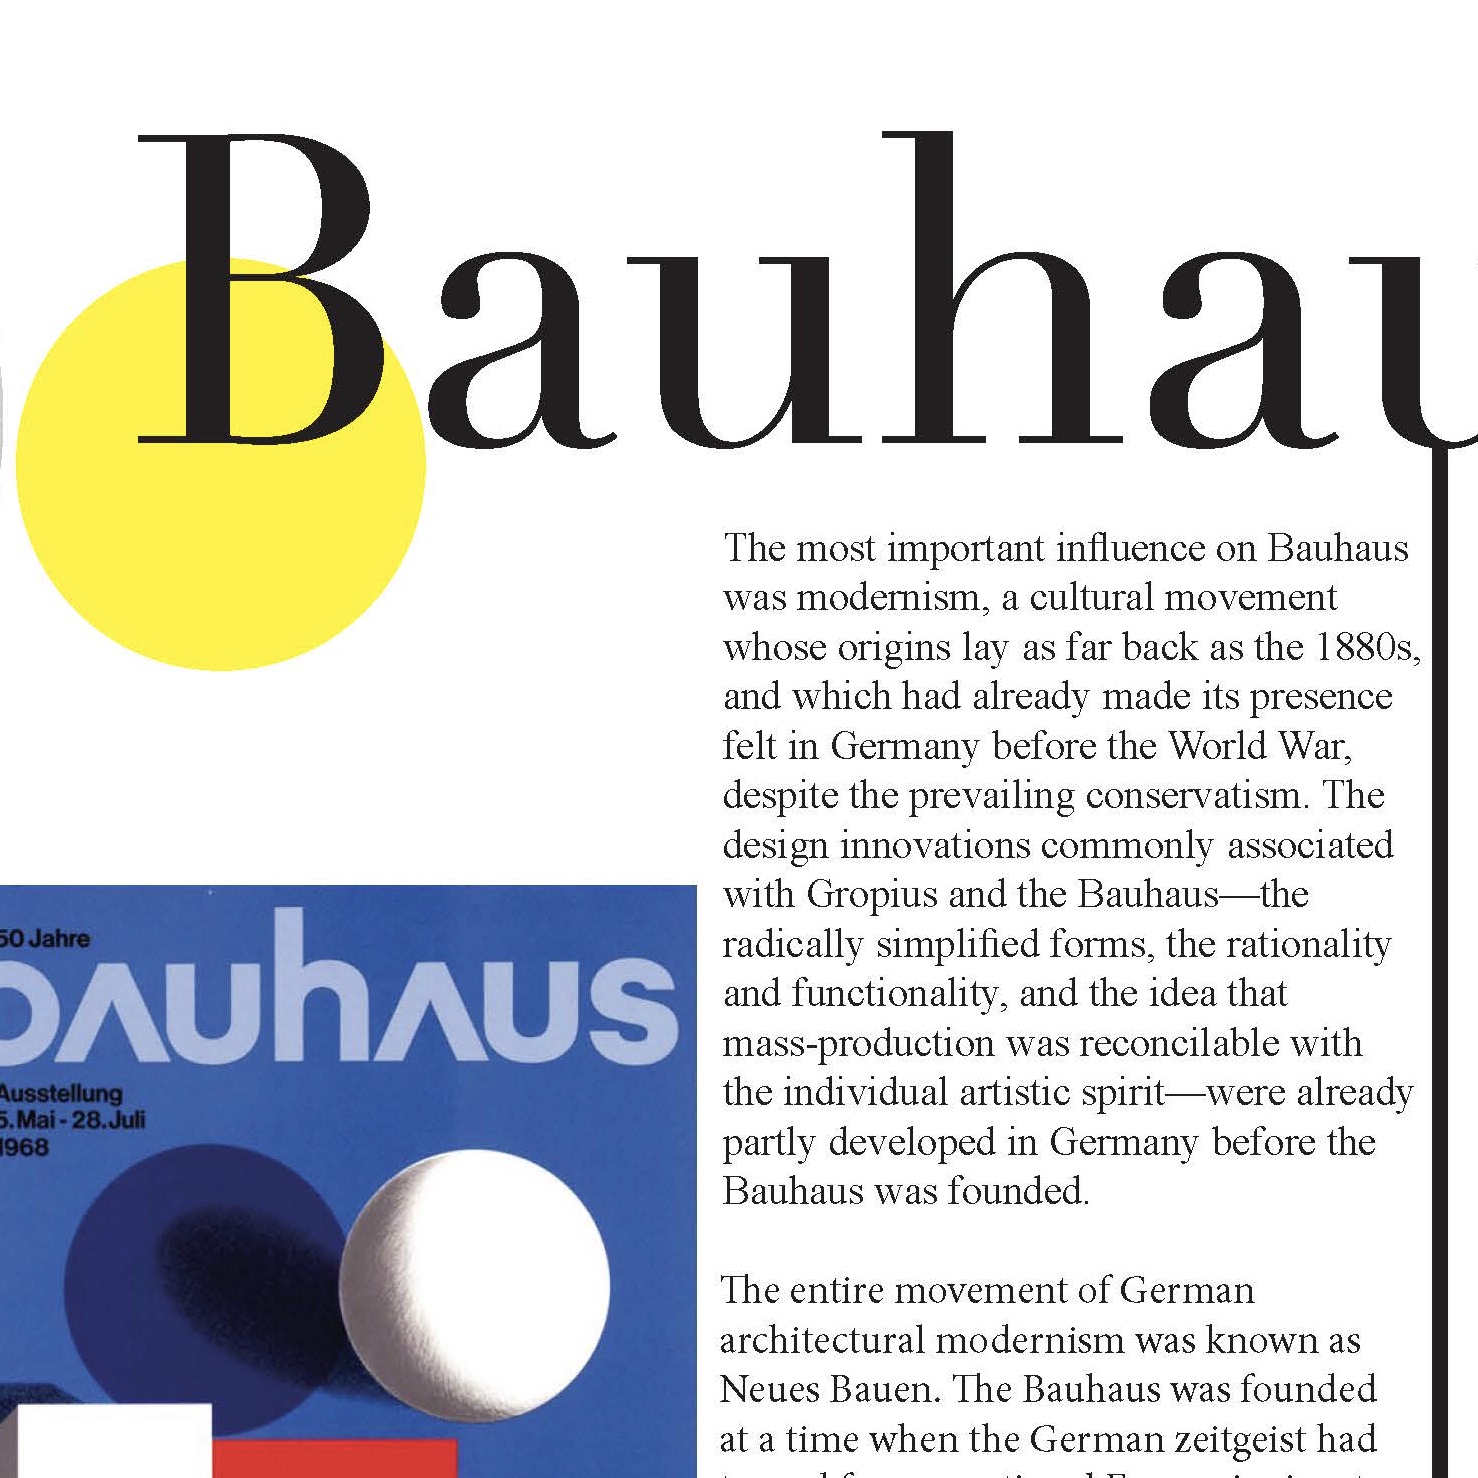 Bauhau
The most important influence on Bauhaus
was modernism, a cultural movement
whose origins lay as far back as the 1880s,
and which had already made its presence
felt in Germany before the World War,
despite the prevailing conservatism. The
design innovations commonly associated
with Gropius and the Bauhaus—the
radically simplified forms, the rationality
and functionality, and the idea that
mass-production was reconcilable with
the individual artistic spirit—were already
partly developed in Germany before the
Bauhaus was founded.
The entire movement of German
architectural modernism was known as
Neues Bauen. The Bauhaus was founded
at a time when the German zeitgeist had
50 Jahre
bauhaus
Ausstellung
5. Mai - 28. Juli
1968